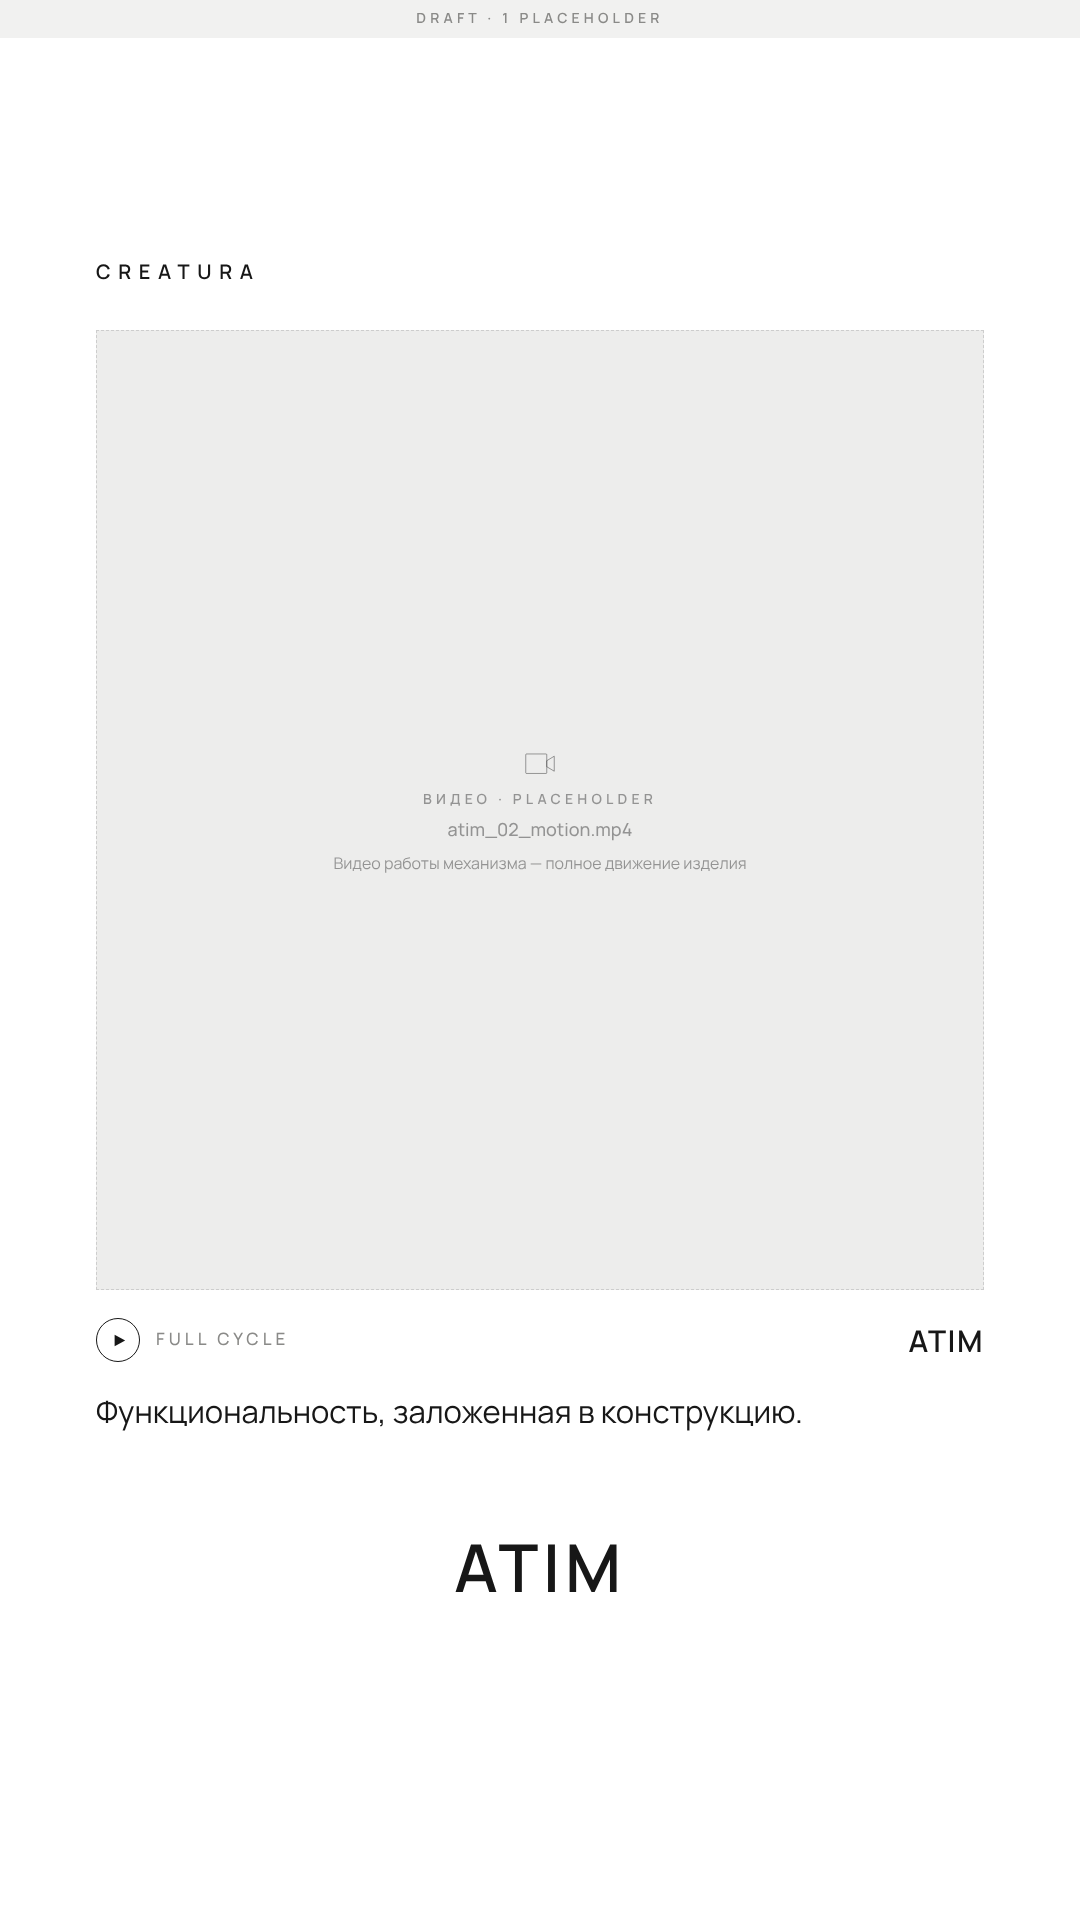 DRAFT · 1 PLACEHOLDER
CREATURA
ВИДЕО · PLACEHOLDER
atim_02_motion.mp4
Видео работы механизма — полное движение изделия
FULL CYCLE
ATIM
Функциональность, заложенная в конструкцию.
ATIM